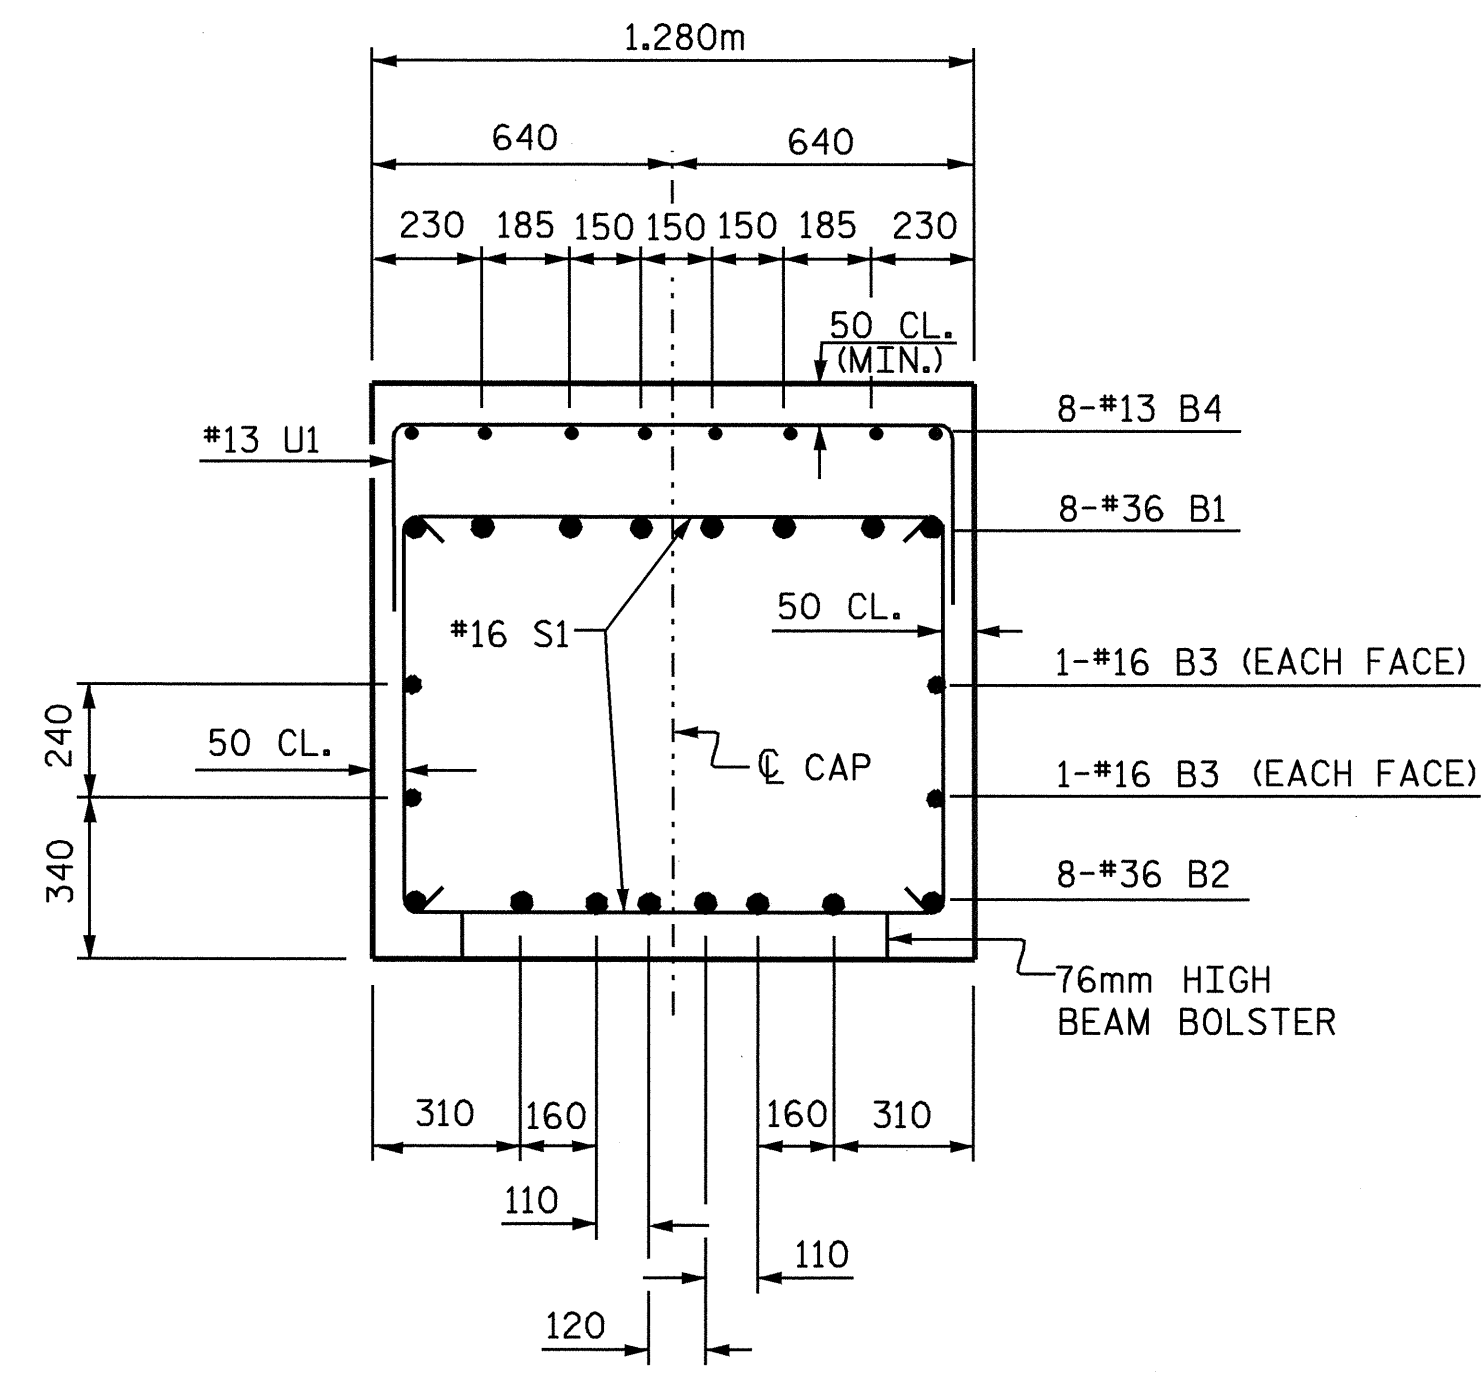 1.280m
640 640
230 185 150 150 150 185 230
50 CL.
(MIN.)
8-#13 B4
#13 U1
8-#36 B1
50 CL.
#16 S1
1-#16 B3 (EACH FACE)
240
50 CL.
℄ CAP
1-#16 B3 (EACH FACE)
340
8-#36 B2
76mm HIGH
BEAM BOLSTER
310 160 160 310
110
110
120